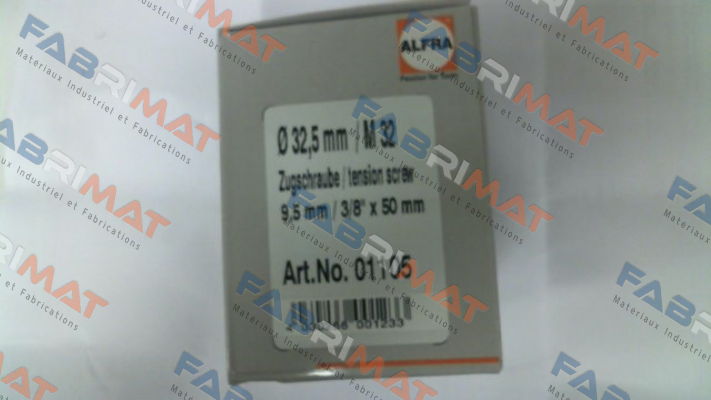 ALFRA
Ø 32,5 mm / M 32
Zugschraube / tension screw
9,5 mm / 3/8" x 50 mm
Art.No. 01105
001233
FABRIMAT
Materiaux Industriel et Fabrications